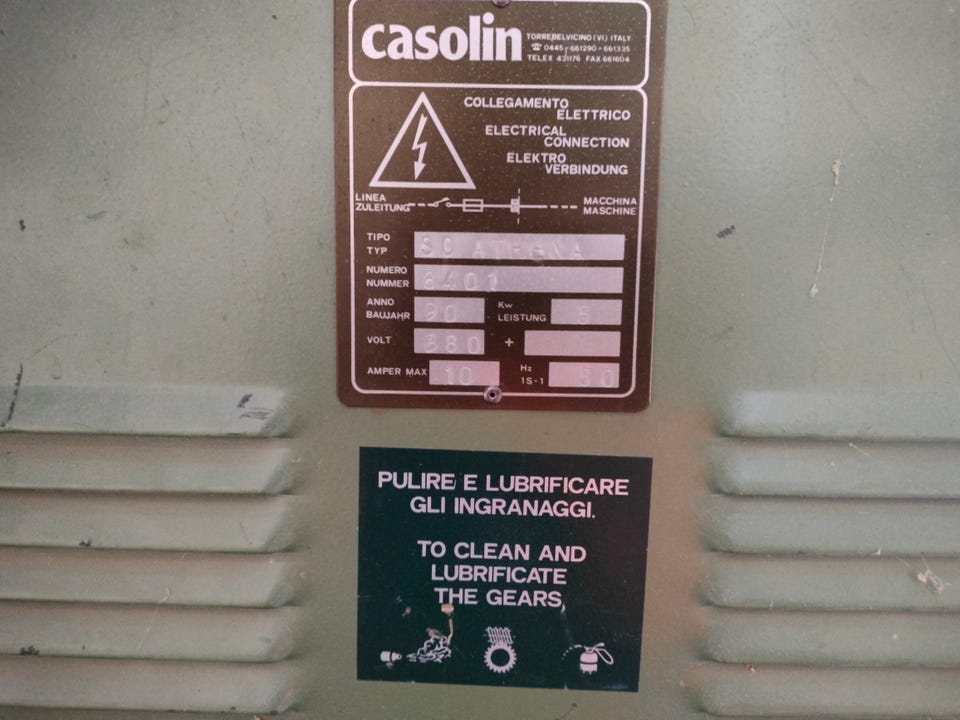 casolin
TORREBELVICINO (VI) ITALY
☎ 0445-661290-661335
TELEX 431176 FAX 661604
COLLEGAMENTO
ELETTRICO
ELECTRICAL
CONNECTION
ELEKTRO
VERBINDUNG
LINEA
ZULEITUNG
MACCHINA
MASCHINE
TIPO
TYP
SC ATHENA
NUMERO
NUMMER
8401
ANNO
BAUJAHR
90
Kw
LEISTUNG
5
VOLT
380
+
AMPER MAX
10
Hz
1S-1
50
PULIRE E LUBRIFICARE
GLI INGRANAGGI.
TO CLEAN AND
LUBRIFICATE
THE GEARS